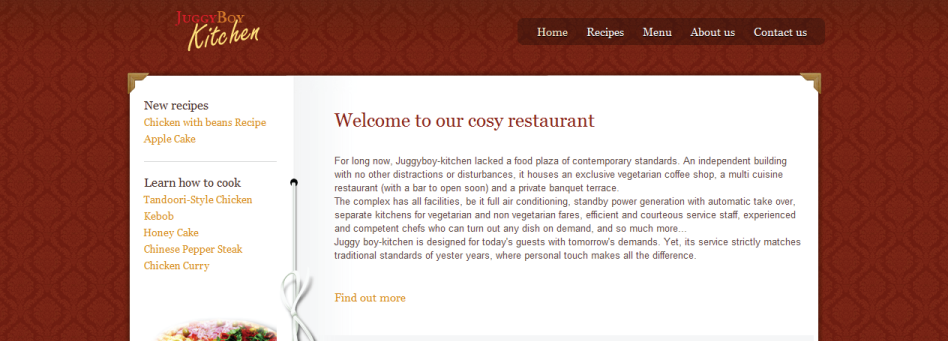 JuggyBoy
Kitchen
Home Recipes Menu About us Contact us
New recipes
Chicken with beans Recipe
Apple Cake
Learn how to cook
Tandoori-Style Chicken
Kebob
Honey Cake
Chinese Pepper Steak
Chicken Curry
Welcome to our cosy restaurant
For long now, Juggyboy-kitchen lacked a food plaza of contemporary standards. An independent building
with no other distractions or disturbances, it houses an exclusive vegetarian coffee shop, a multi cuisine
restaurant (with a bar to open soon) and a private banquet terrace.
The complex has all facilities, be it full air conditioning, standby power generation with automatic take over,
separate kitchens for vegetarian and non vegetarian fares, efficient and courteous service staff, experienced
and competent chefs who can turn out any dish on demand, and so much more...
Juggy boy-kitchen is designed for today's guests with tomorrow's demands. Yet, its service strictly matches
traditional standards of yester years, where personal touch makes all the difference.
Find out more